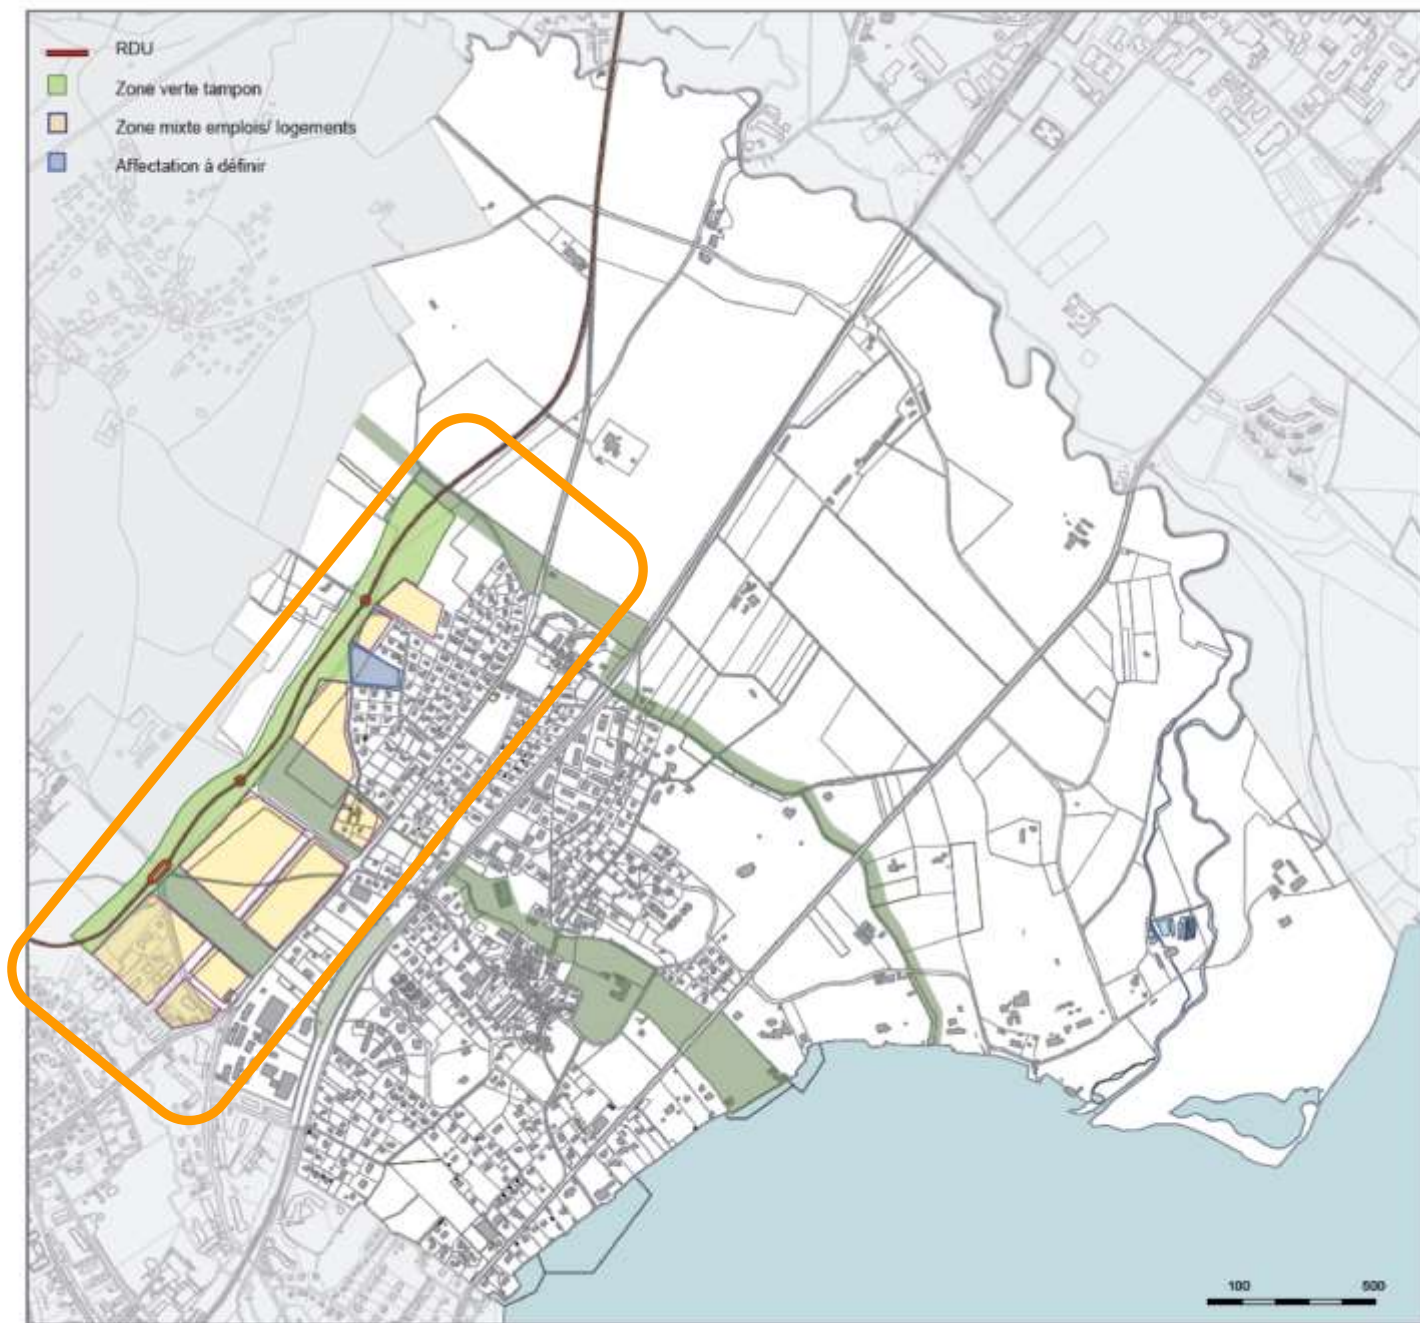 RDU
Zone verte tampon
Zone mixte emplois/ logements
Affectation à définir
100 500